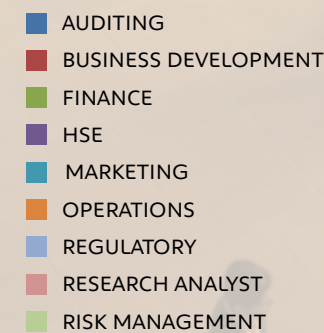 AUDITING
BUSINESS DEVELOPMENT
FINANCE
HSE
MARKETING
OPERATIONS
REGULATORY
RESEARCH ANALYST
RISK MANAGEMENT